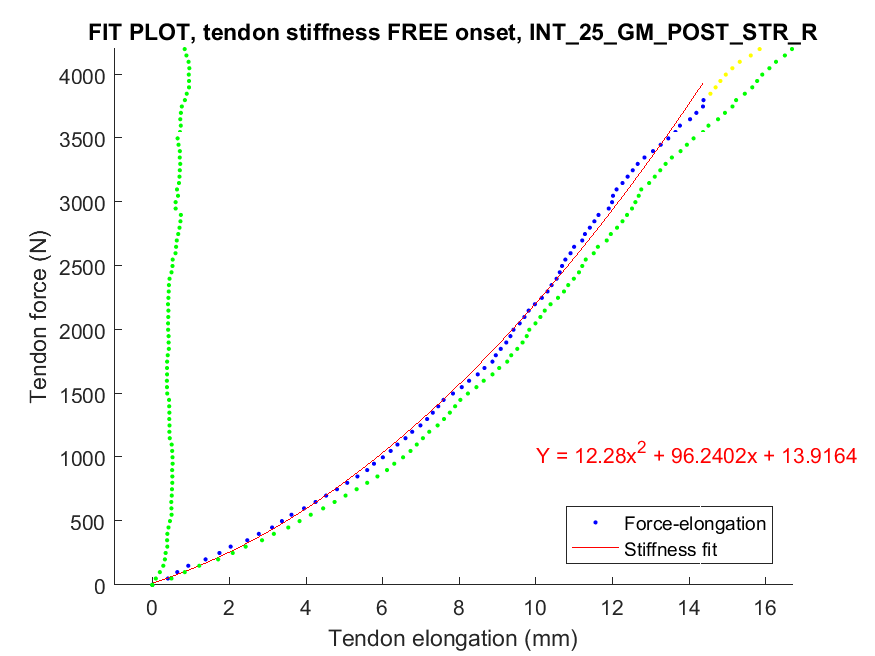 FIT PLOT, tendon stiffness FREE onset, INT_25_GM_POST_STR_R
4000
3500
3000
2500
2000
1500
1000
500
0
Tendon force (N)
Y = 12.28x² + 96.2402x + 13.9164
Force-elongation
Stiffness fit
0 2 4 6 8 10 12 14 16
Tendon elongation (mm)